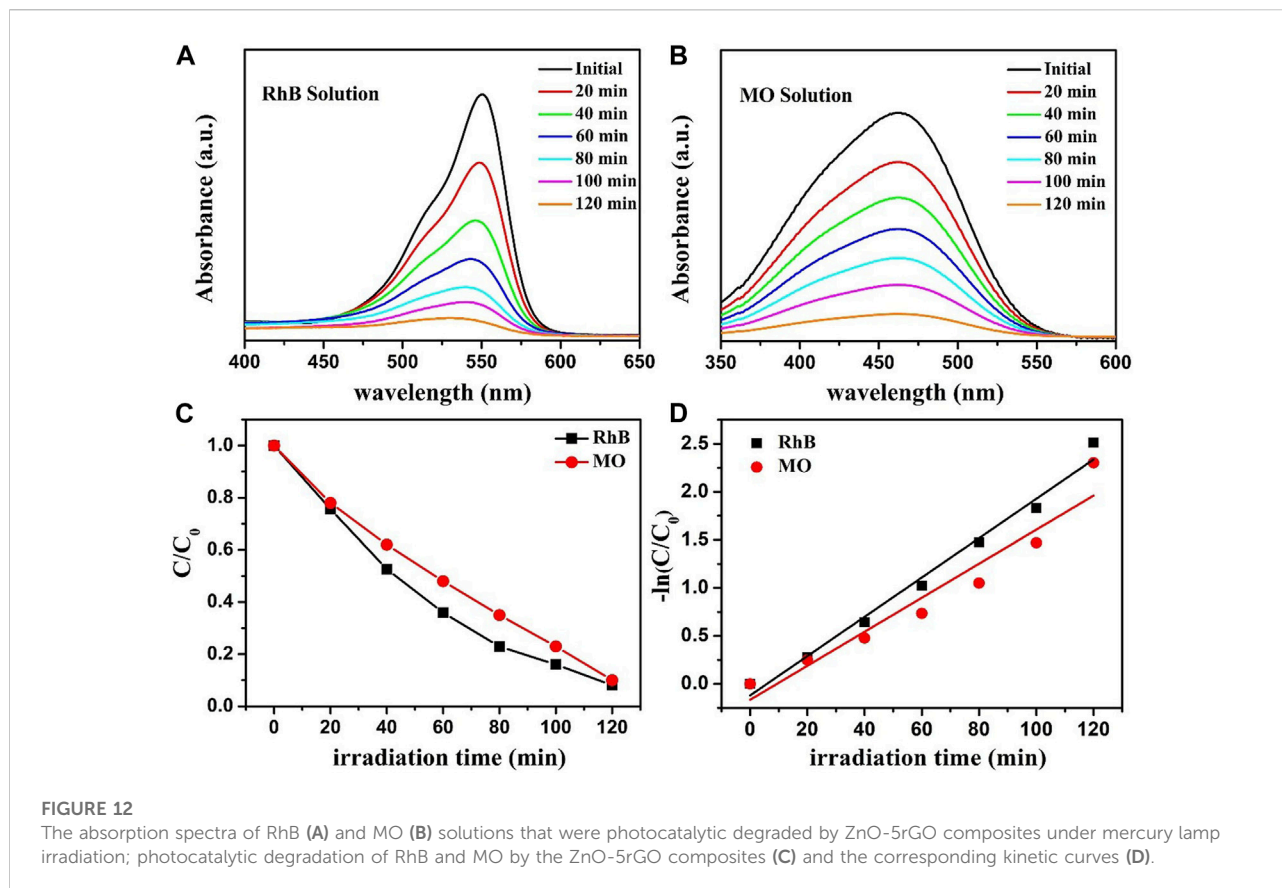 A
RhB Solution
Initial
20 min
40 min
60 min
80 min
100 min
120 min
Absorbance (a.u.)
400 450 500 550 600 650
wavelength (nm)
B
MO Solution
Initial
20 min
40 min
60 min
80 min
100 min
120 min
Absorbance (a.u.)
350 400 450 500 550 600
wavelength (nm)
C
RhB
MO
C/C0
1.0
0.8
0.6
0.4
0.2
0.0
0 20 40 60 80 100 120
irradiation time (min)
D
RhB
MO
-ln(C/C0)
2.5
2.0
1.5
1.0
0.5
0.0
0 20 40 60 80 100 120
irradiation time (min)
FIGURE 12
The absorption spectra of RhB (A) and MO (B) solutions that were photocatalytic degraded by ZnO-5rGO composites under mercury lamp
irradiation; photocatalytic degradation of RhB and MO by the ZnO-5rGO composites (C) and the corresponding kinetic curves (D).